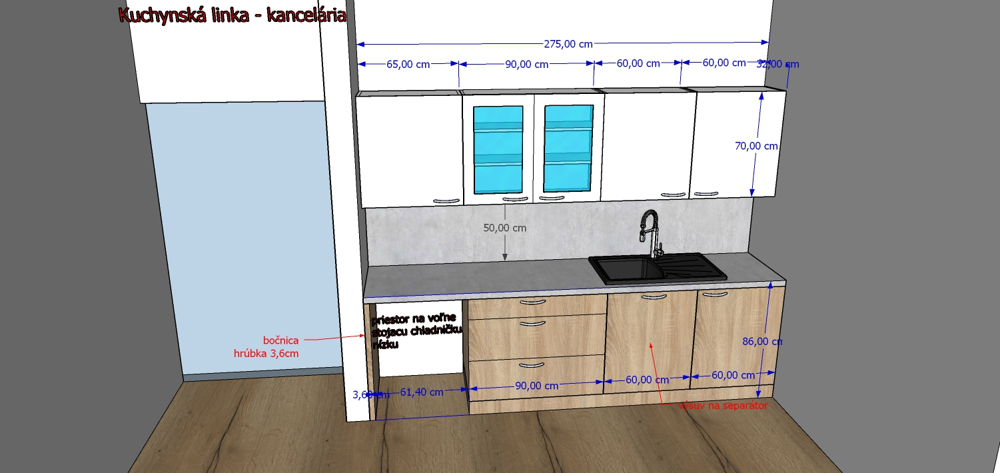 Kuchynská linka - kancelária
275,00 cm
65,00 cm
90,00 cm
60,00 cm
60,00 cm
32,00 cm
70,00 cm
50,00 cm
priestor na voľne
stojacu chladničku
nízku
bočnica
hrúbka 3,6cm
86,00 cm
3,60 cm
61,40 cm
90,00 cm
60,00 cm
60,00 cm
výsuv na separátor